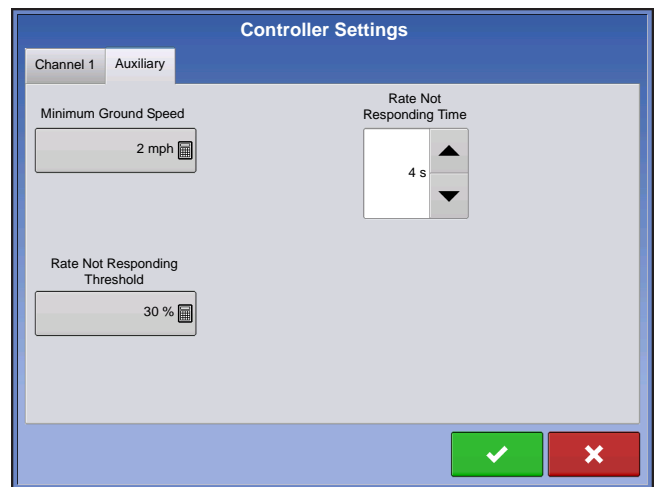 Controller Settings
Channel 1
Auxiliary
Minimum Ground Speed
2 mph
Rate Not
Responding Time
4 s
Rate Not Responding
Threshold
30 %